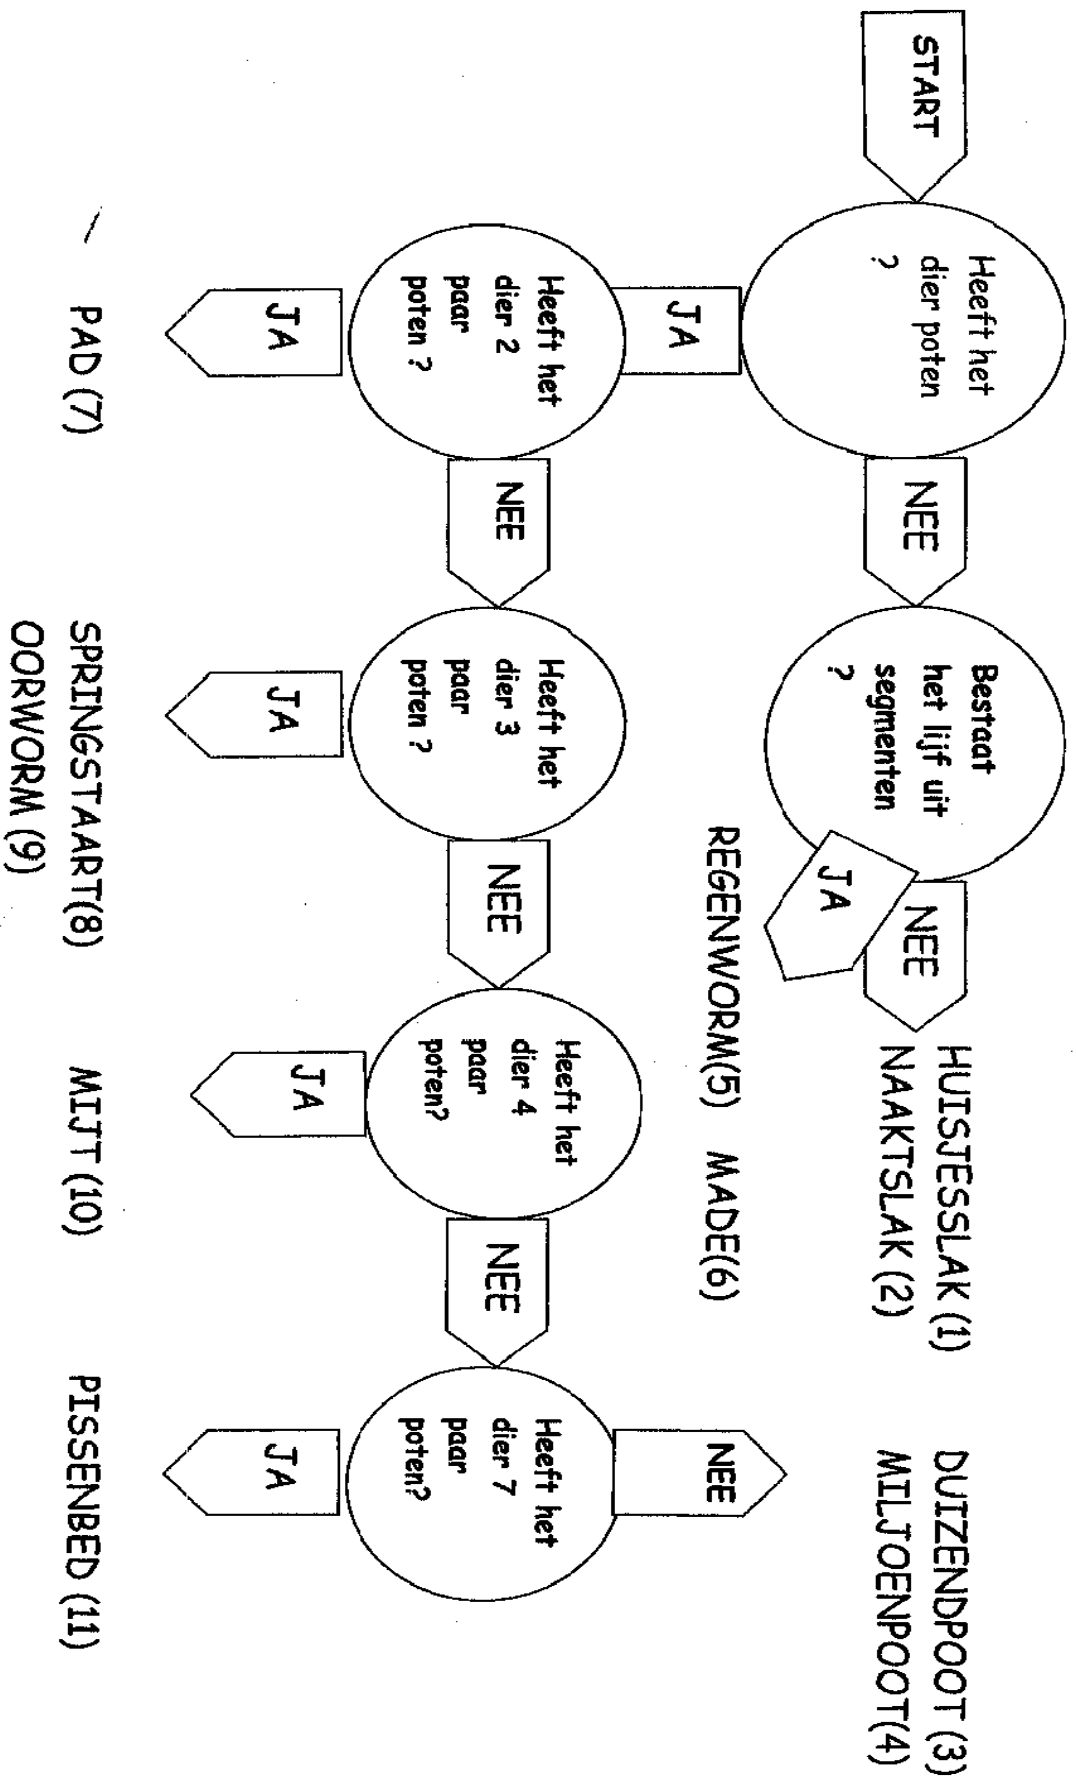 START
Heeft het
dier poten
?
NEE
Bestaat
het lijf uit
segmenten
?
NEE
HUISJESSLAK (1)
NAAKTSLAK (2)
DUIZENDPOOT (3)
MILJOENPOOT(4)
JA
REGENWORM(5) MADE(6)
JA
Heeft het
dier 2
paar
poten ?
NEE
Heeft het
dier 3
paar
poten ?
NEE
Heeft het
dier 4
paar
poten?
NEE
Heeft het
dier 7
paar
poten?
NEE
JA
JA
JA
JA
PAD (7)
SPRINGSTAART(8)
OORWORM (9)
MIJT (10)
PISSENBED (11)